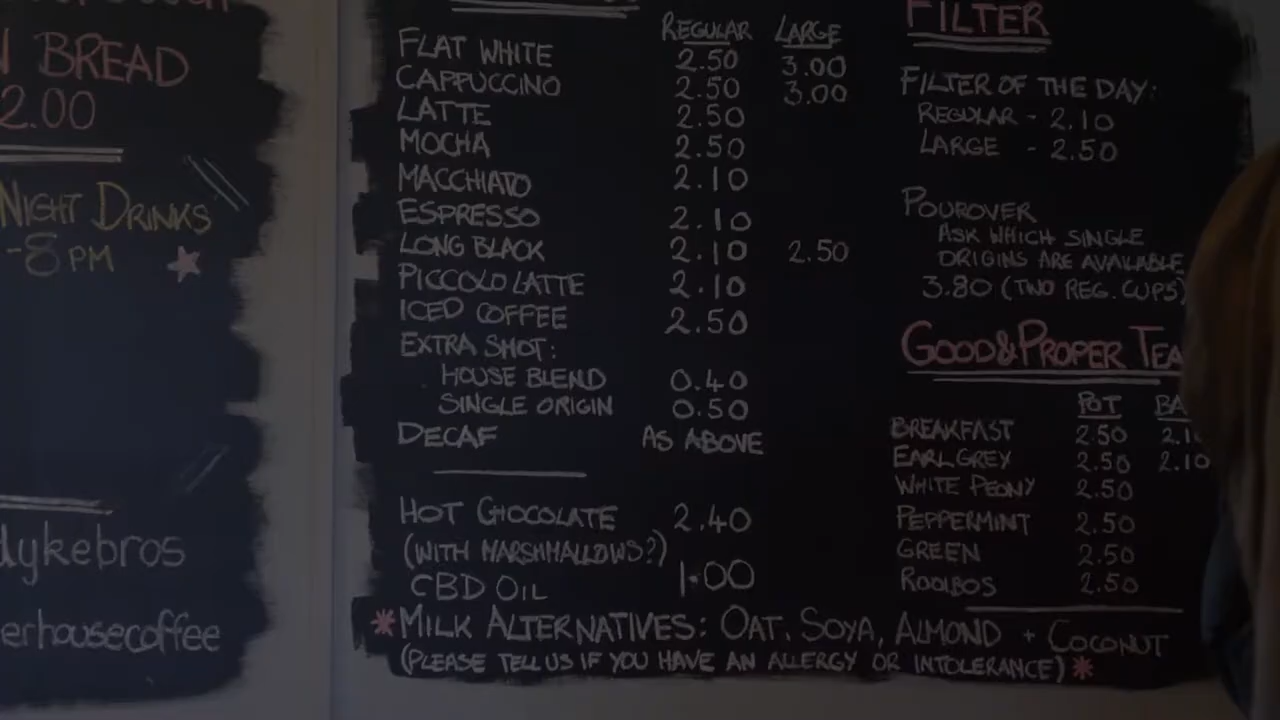 BREAD
2.00
NIGHT DRINKS
-8PM
dykebros
erhousecoffee
REGULAR LARGE
FLAT WHITE 2.50 3.00
CAPPUCCINO 2.50 3.00
LATTE 2.50
MOCHA 2.50
MACCHIATO 2.10
ESPRESSO 2.10
LONG BLACK 2.10 2.50
PICCOLO LATTE 2.10
ICED COFFEE 2.50
EXTRA SHOT:
HOUSE BLEND 0.40
SINGLE ORIGIN 0.50
DECAF AS ABOVE
HOT CHOCOLATE 2.40
(WITH MARSHMALLOWS?)
CBD OIL 1.00
*MILK ALTERNATIVES: OAT, SOYA, ALMOND + COCONUT
(PLEASE TELL US IF YOU HAVE AN ALLERGY OR INTOLERANCE)*
FILTER
FILTER OF THE DAY:
REGULAR - 2.10
LARGE - 2.50
POUROVER
ASK WHICH SINGLE
ORIGINS ARE AVAILABLE
3.80 (TWO REG. CUPS)
GOOD&PROPER TEA
POT BA
BREAKFAST 2.50 2.10
EARL GREY 2.50 2.10
WHITE PEONY 2.50
PEPPERMINT 2.50
GREEN 2.50
ROOIBOS 2.50